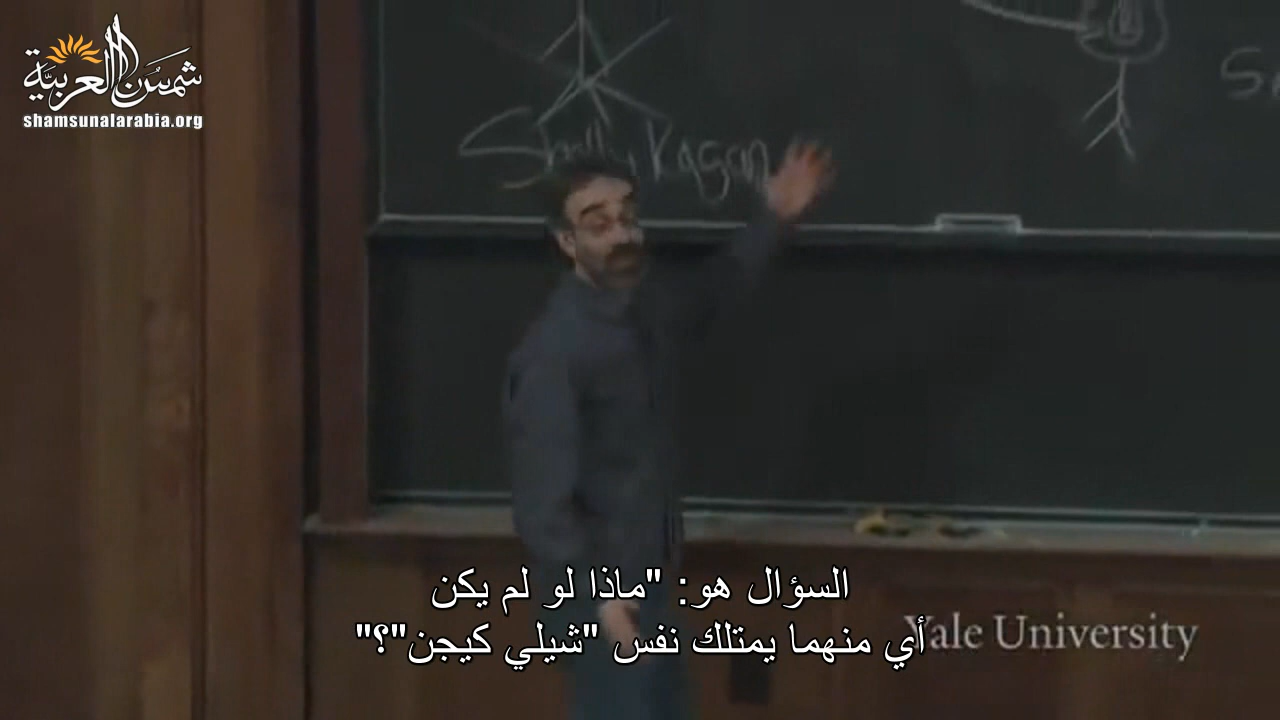 شمس العربية
shamsunalarabia.org
Shelly Kagan
السؤال هو: "ماذا لو لم يكن
أي منهما يمتلك نفس "شيلي كيجن"؟"
Yale University